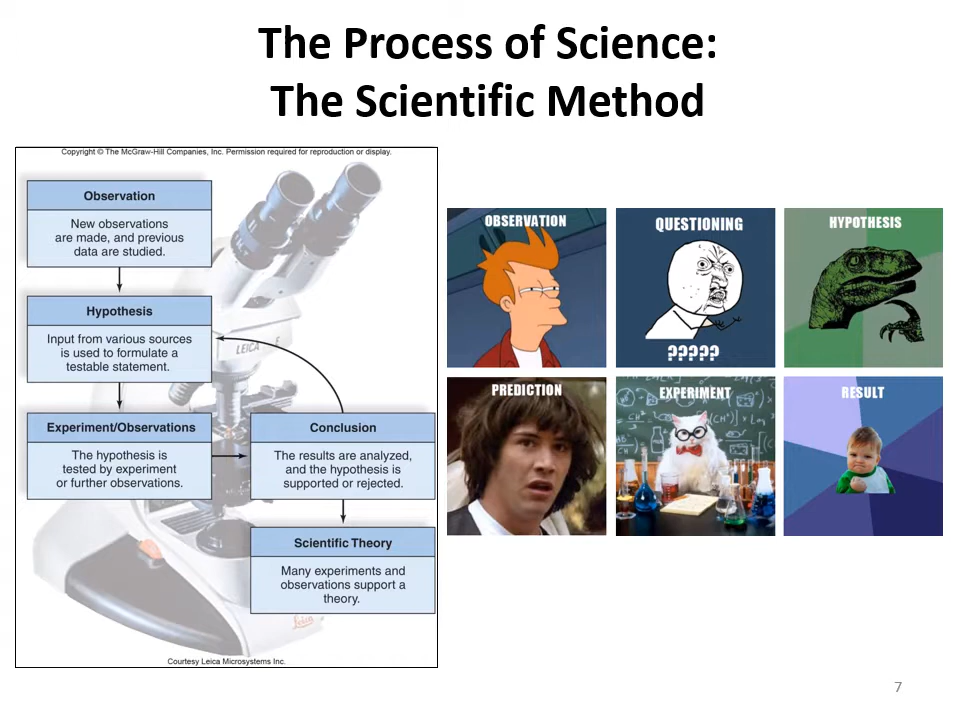 The Process of Science:
The Scientific Method
Copyright © The McGraw-Hill Companies, Inc. Permission required for reproduction or display.
Observation
New observations
are made, and previous
data are studied.
Hypothesis
Input from various sources
is used to formulate a
testable statement.
LEICA
Experiment/Observations
The hypothesis is
tested by experiment
or further observations.
Conclusion
The results are analyzed,
and the hypothesis is
supported or rejected.
Scientific Theory
Many experiments and
observations support a
theory.
Leica
Courtesy Leica Microsystems Inc.
OBSERVATION
QUESTIONING
?????
HYPOTHESIS
PREDICTION
EXPERIMENT
RESULT
7